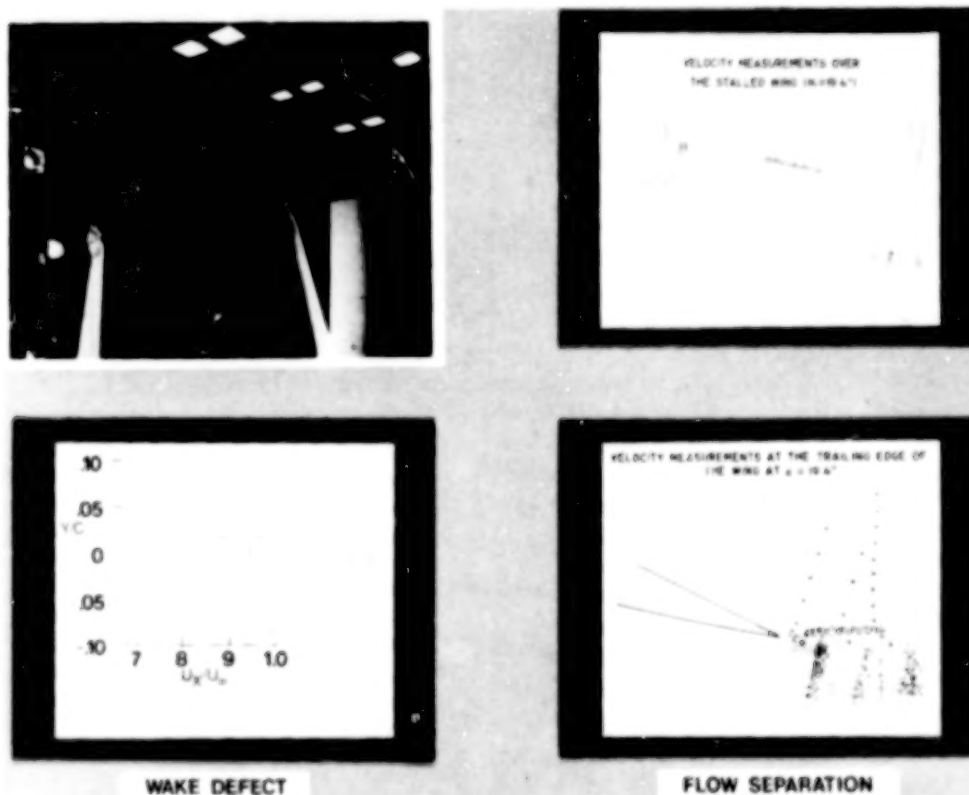 VELOCITY MEASUREMENTS OVER
THE STALLED WING
.10
.05
Y/C
0
.05
-.10
7 8 9 1.0
WAKE DEFECT
VELOCITY MEASUREMENTS AT THE TRAILING EDGE OF
THE WING AT
FLOW SEPARATION